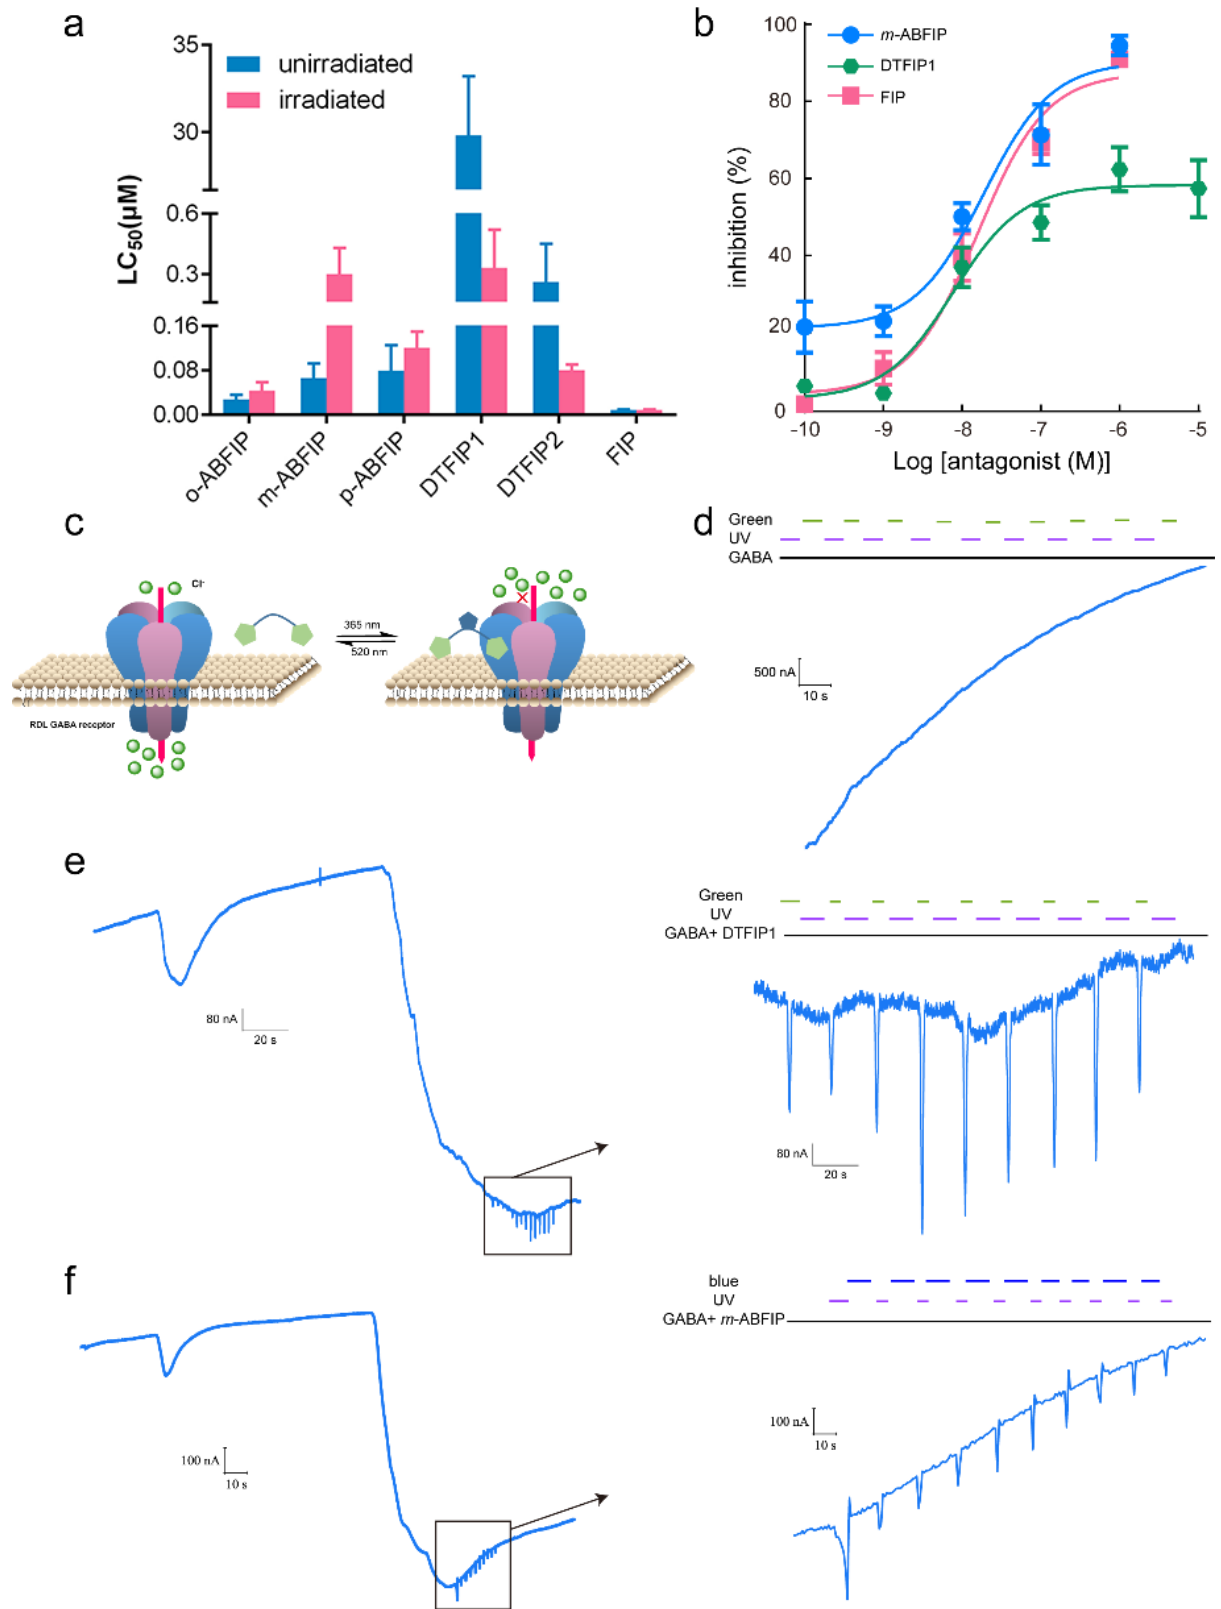 a
35
30
0.6
0.3
0.16
0.08
0.00
LC50(μM)
unirradiated
irradiated
o-ABFIP
m-ABFIP
p-ABFIP
DTFIP1
DTFIP2
FIP
b
100
80
60
40
20
0
inhibition (%)
m-ABFIP
DTFIP1
FIP
-10
-9
-8
-7
-6
-5
Log [antagonist (M)]
c
Cl-
365 nm
520 nm
RDL GABA receptor
d
Green
UV
GABA
500 nA
10 s
e
80 nA
20 s
Green
UV
GABA+ DTFIP1
80 nA
20 s
f
100 nA
10 s
blue
UV
GABA+ m-ABFIP
100 nA
10 s